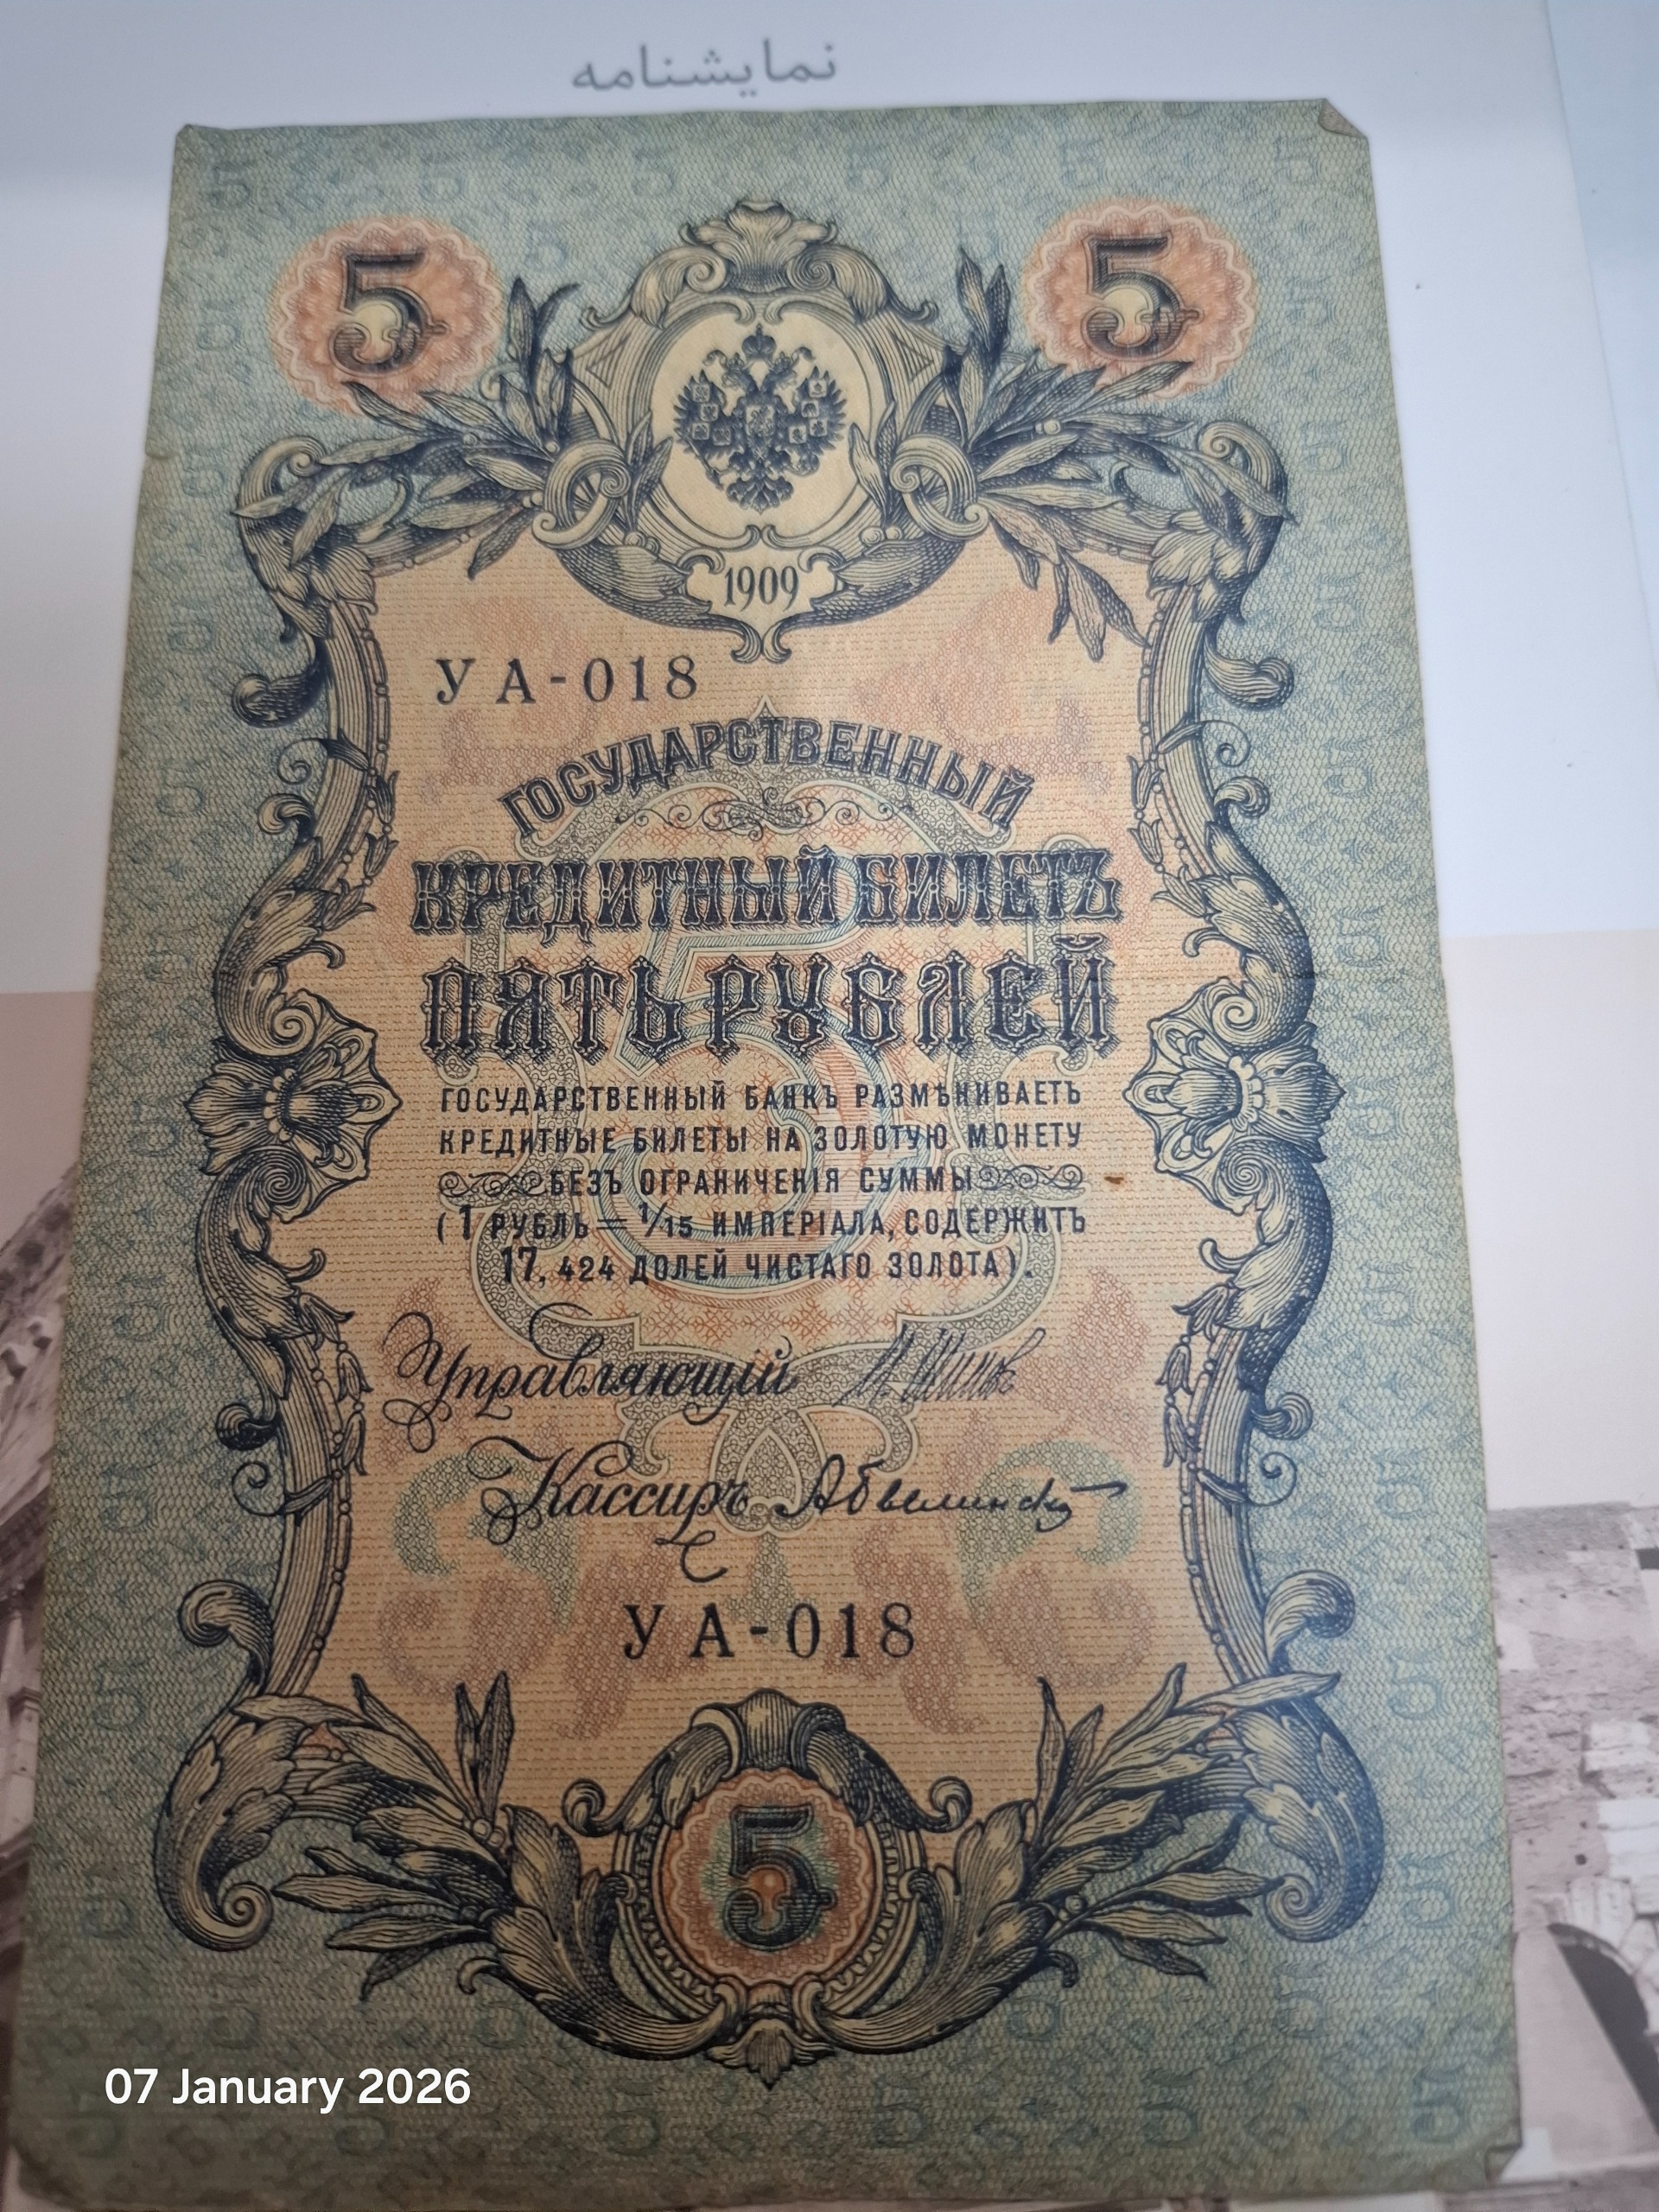 نمایشنامه
5 5
1909
УА-018
ГОСУДАРСТВЕННЫЙ
КРЕДИТНЫЙ БИЛЕТЪ
ПЯТЬ РУБЛЕЙ
ГОСУДАРСТВЕННЫЙ БАНКЪ РАЗМѢНИВАЕТЪ
КРЕДИТНЫЕ БИЛЕТЫ НА ЗОЛОТУЮ МОНЕТУ
БЕЗЪ ОГРАНИЧЕНІЯ СУММЫ
(1 РУБЛЬ = 1/15 ИМПЕРІАЛА, СОДЕРЖИТЪ
17, 424 ДОЛЕЙ ЧИСТАГО ЗОЛОТА).
Управляющій И. Шипов
Кассиръ
УА-018
5
07 January 2026